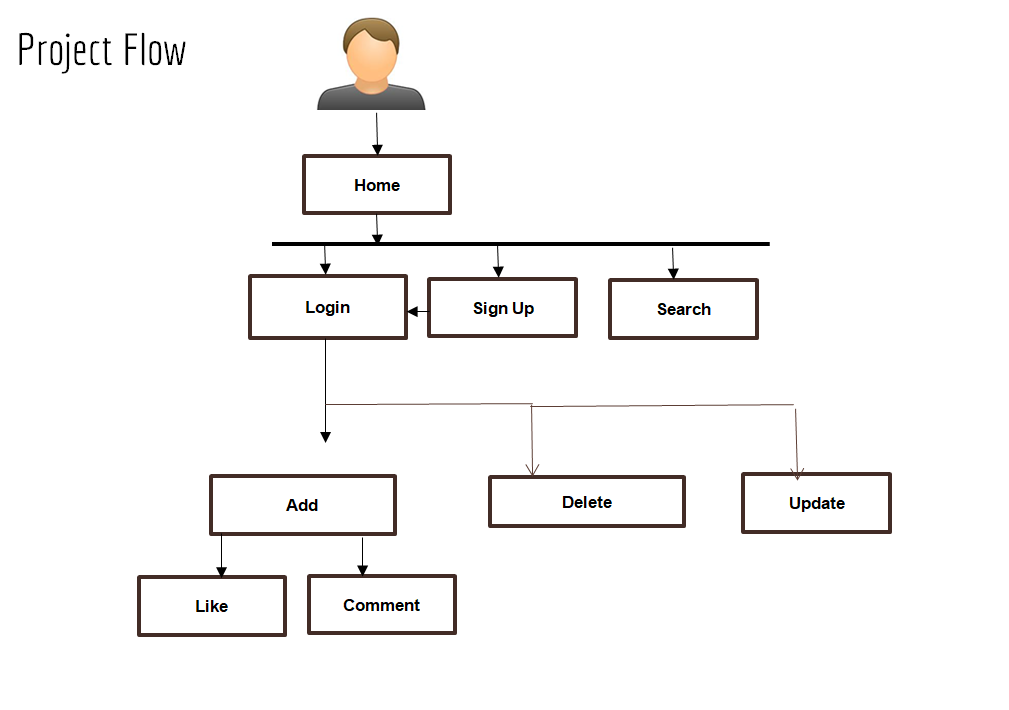 Project Flow
Home
Login
Sign Up
Search
Add
Delete
Update
Like
Comment